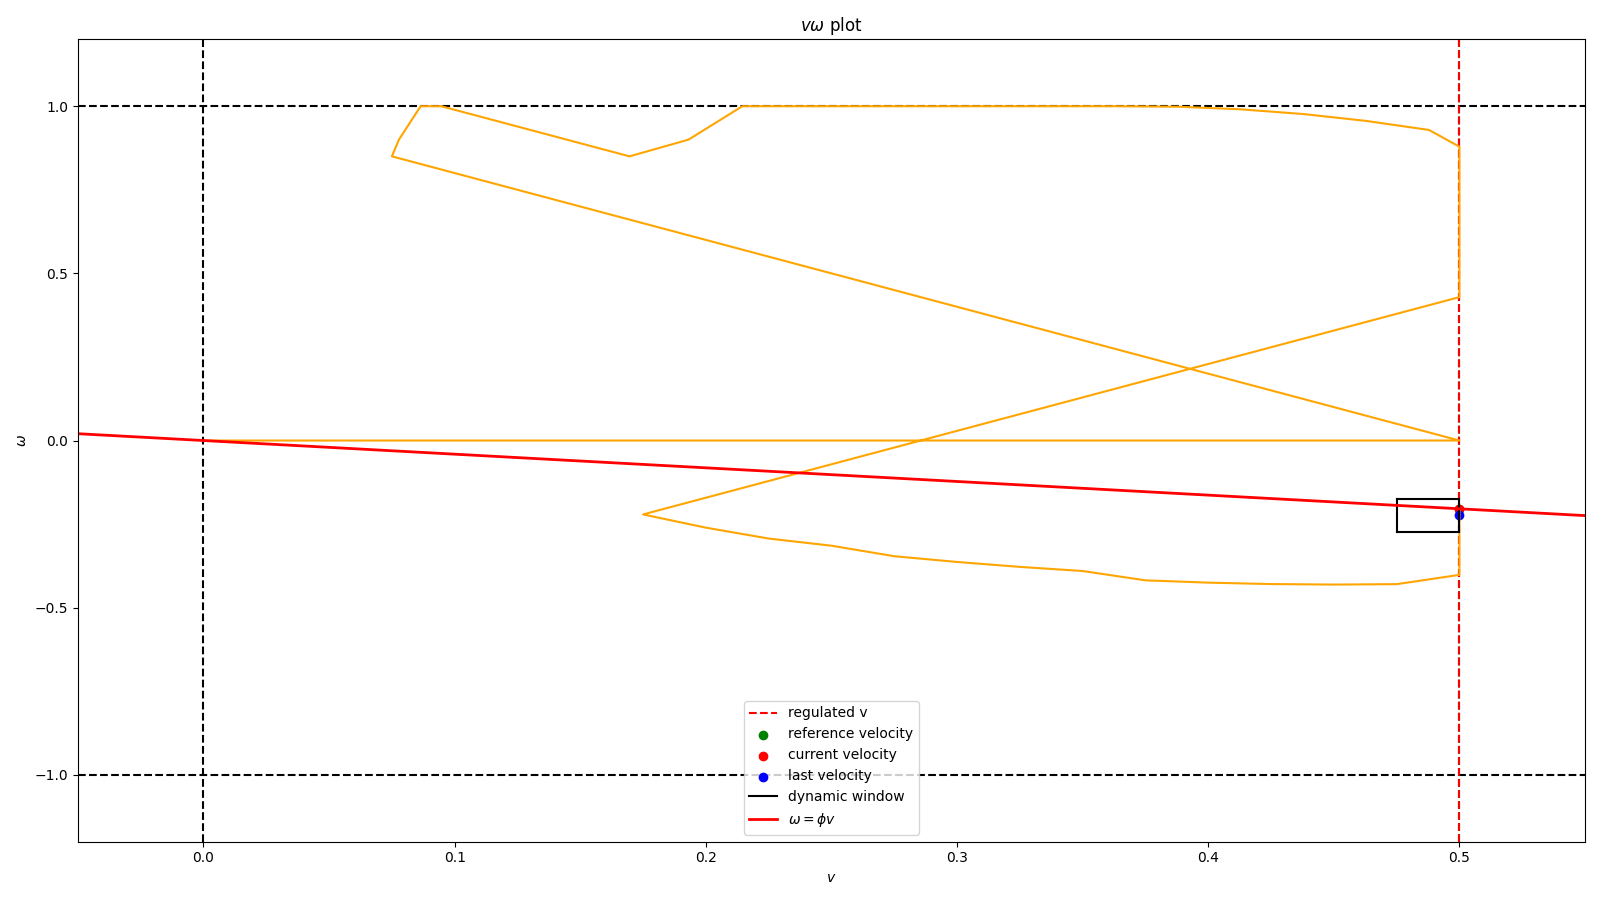 vω plot
1.0
0.5
0.0
−0.5
−1.0
ω
0.0 0.1 0.2 0.3 0.4 0.5
v
regulated v
reference velocity
current velocity
last velocity
dynamic window
ω = ϕv